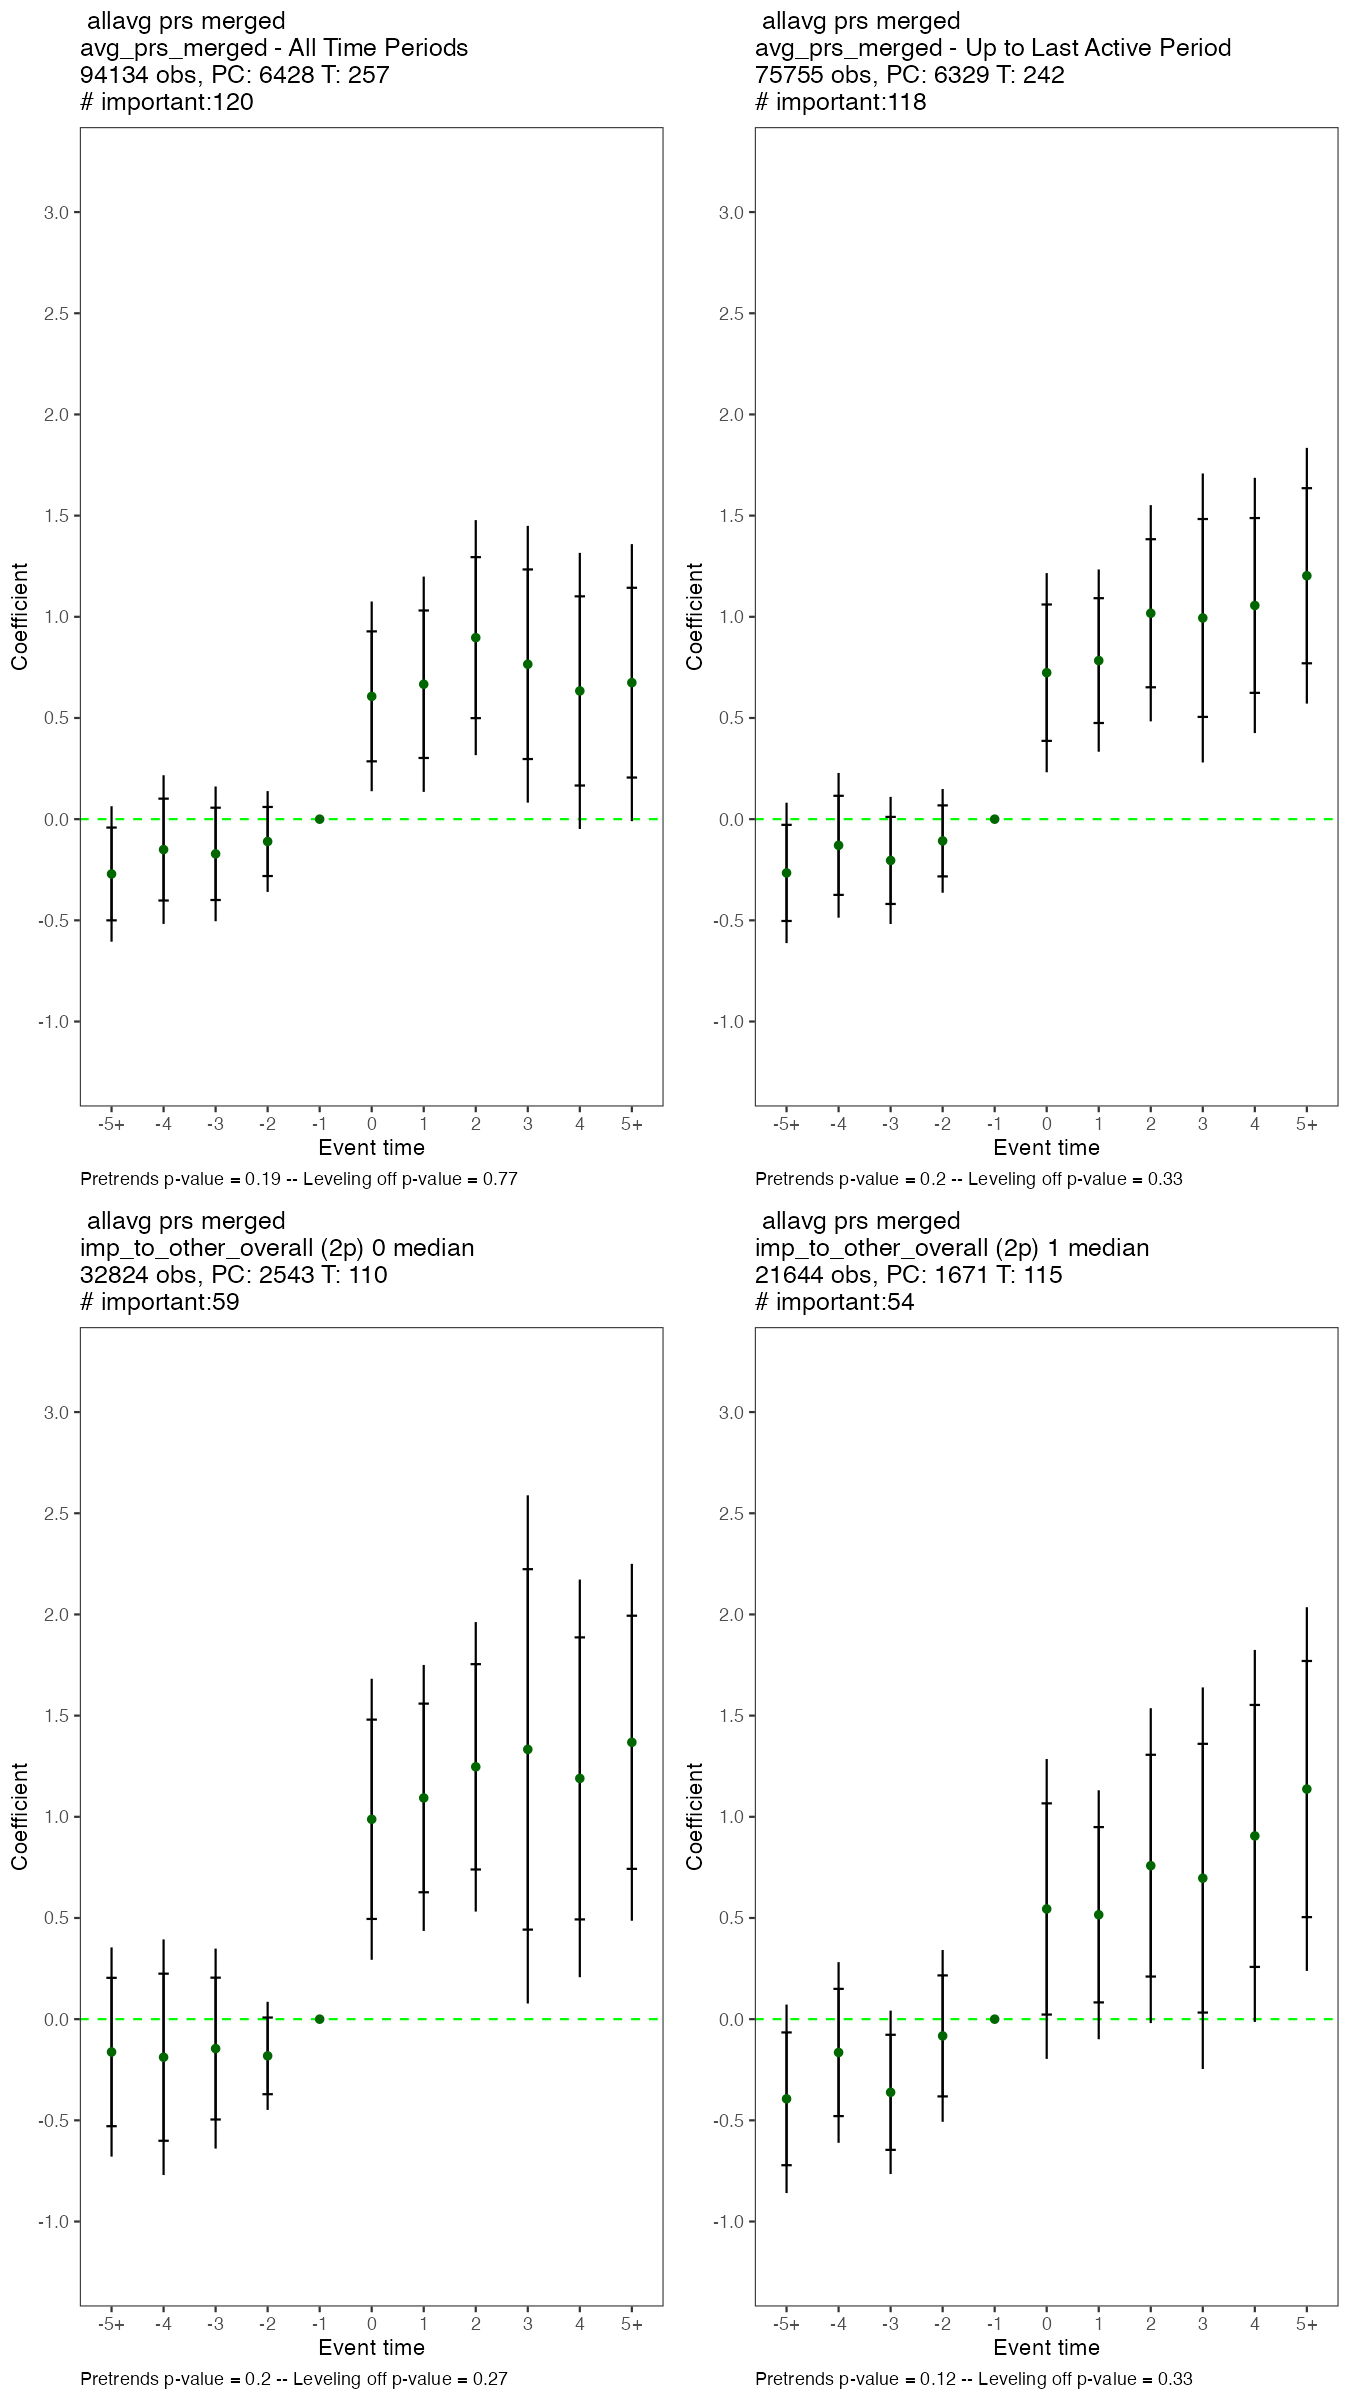 allavg prs merged
avg_prs_merged - All Time Periods
94134 obs, PC: 6428 T: 257
# important:120
3.0
2.5
2.0
1.5
1.0
0.5
0.0
-0.5
-1.0
Coefficient
-5+ -4 -3 -2 -1 0 1 2 3 4 5+
Event time
Pretrends p-value = 0.19 -- Leveling off p-value = 0.77
allavg prs merged
avg_prs_merged - Up to Last Active Period
75755 obs, PC: 6329 T: 242
# important:118
3.0
2.5
2.0
1.5
1.0
0.5
0.0
-0.5
-1.0
Coefficient
-5+ -4 -3 -2 -1 0 1 2 3 4 5+
Event time
Pretrends p-value = 0.2 -- Leveling off p-value = 0.33
allavg prs merged
imp_to_other_overall (2p) 0 median
32824 obs, PC: 2543 T: 110
# important:59
3.0
2.5
2.0
1.5
1.0
0.5
0.0
-0.5
-1.0
Coefficient
-5+ -4 -3 -2 -1 0 1 2 3 4 5+
Event time
Pretrends p-value = 0.2 -- Leveling off p-value = 0.27
allavg prs merged
imp_to_other_overall (2p) 1 median
21644 obs, PC: 1671 T: 115
# important:54
3.0
2.5
2.0
1.5
1.0
0.5
0.0
-0.5
-1.0
Coefficient
-5+ -4 -3 -2 -1 0 1 2 3 4 5+
Event time
Pretrends p-value = 0.12 -- Leveling off p-value = 0.33